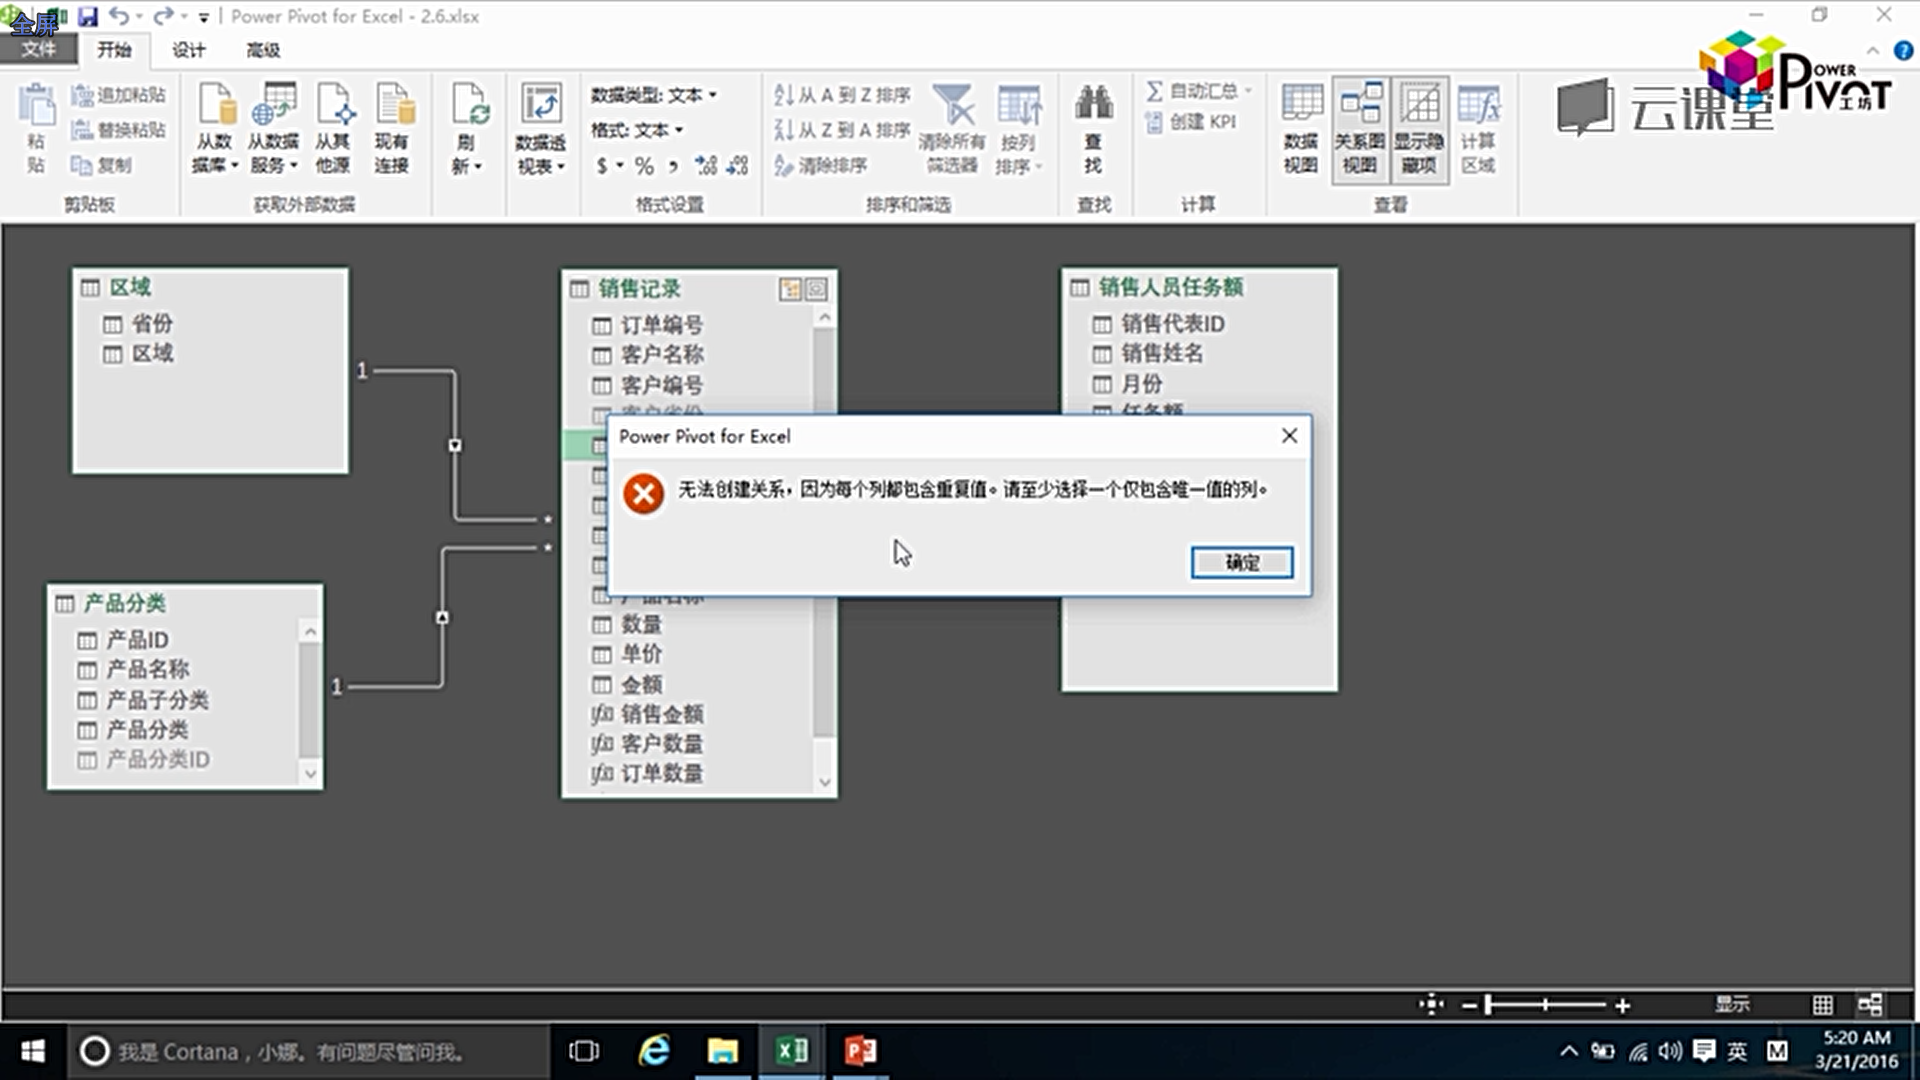 全屏
Power Pivot for Excel - 2.6.xlsx
文件
开始
设计
高级
粘贴
追加粘贴
替换粘贴
复制
剪贴板
从数据库
从数据服务
从其他源
现有连接
获取外部数据
刷新
数据透视表
数据类型: 文本
格式: 文本
$ % ,
格式设置
从 A 到 Z 排序
从 Z 到 A 排序
清除排序
清除所有筛选器
按列排序
排序和筛选
查找
查找
自动汇总
创建 KPI
计算
数据视图
关系图视图
显示隐藏项
计算区域
查看
云课堂
POWER
PIVOT
工坊
区域
省份
区域
1
*
*
1
产品分类
产品ID
产品名称
产品子分类
产品分类
产品分类ID
销售记录
订单编号
客户名称
客户编号
客户省份
产品名称
数量
单价
金额
销售金额
客户数量
订单数量
销售人员任务额
销售代表ID
销售姓名
月份
任务额
Power Pivot for Excel
无法创建关系，因为每个列都包含重复值。请至少选择一个仅包含唯一值的列。
确定
显示
我是 Cortana，小娜。有问题尽管问我。
英
M
5:20 AM
3/21/2016